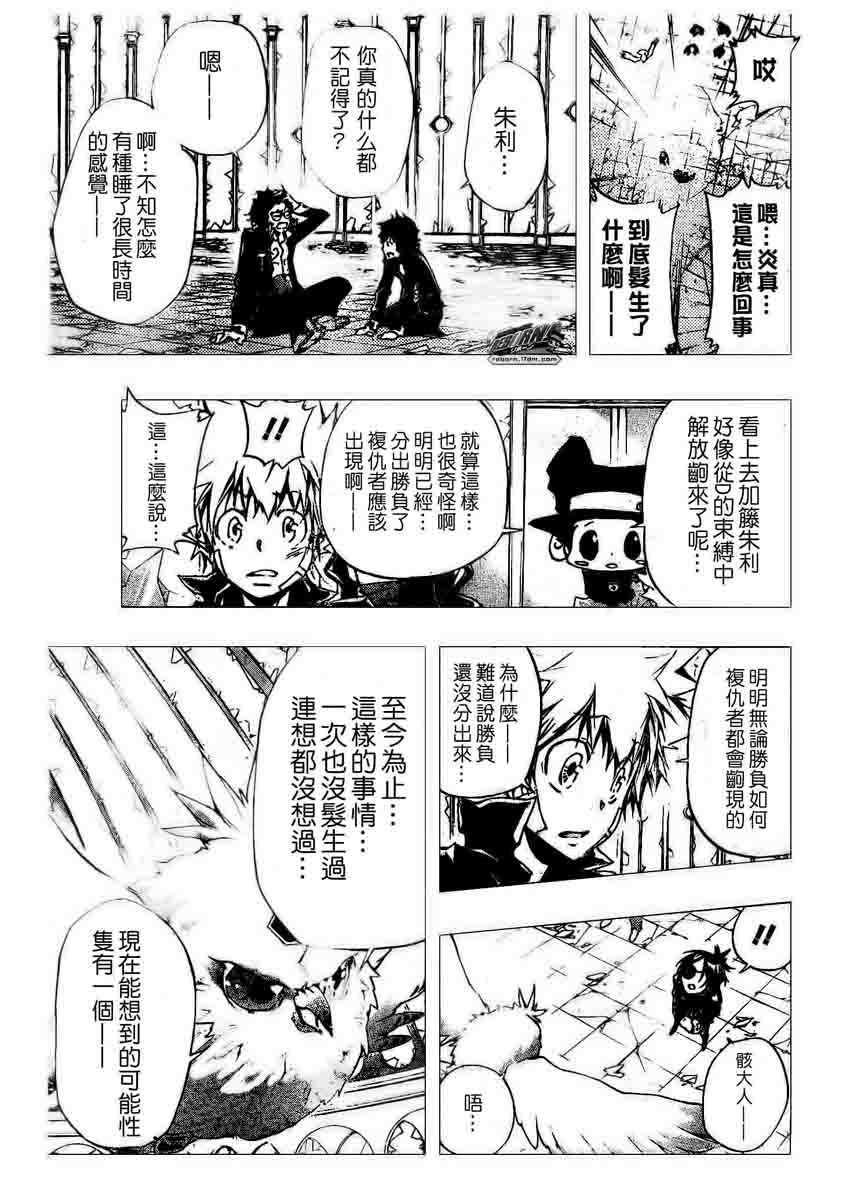 哎
喂…炎真…
這是怎麼回事
到底髮生了
什麼啊——
朱利…
你真的什么都
不記得了?
嗯——
啊…不知怎麼
有種睡了很長時間
的感覺——
reborn.17dm.com
看上去加籐朱利
好像從D的束縛中
解放齣來了呢…
就算這樣…
也很奇怪啊
明明已經…
分出勝負了
複仇者應該
出現啊——
!!
這…這麼說…
明明無論勝負如何
複仇者都會齣現的
為什麼——
難道說勝負
還沒分出來…
!!
骸大人——
唔…
至今為止…
這樣的事情…
一次也沒髮生過
連想都沒想過…
現在能想到的可能性
隻有一個——